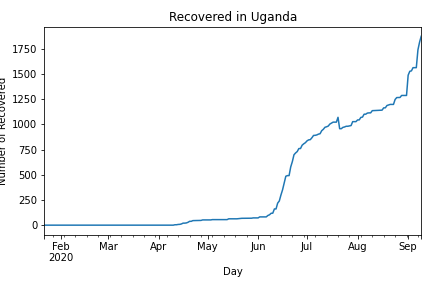 Recovered in Uganda
Number of Recovered
1750
1500
1250
1000
750
500
250
0
Feb
2020
Mar
Apr
May
Jun
Jul
Aug
Sep
Day